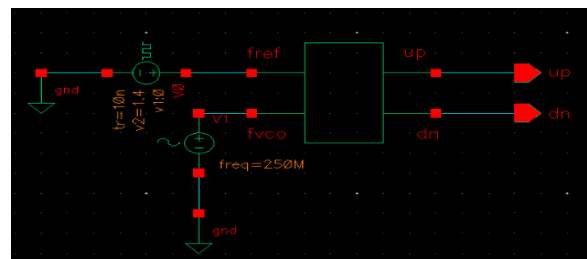 fref
up
up
gnd
tr=10n
v2=1.4
v1:0
V0
V1
fvco
dn
dn
freq=250M
gnd